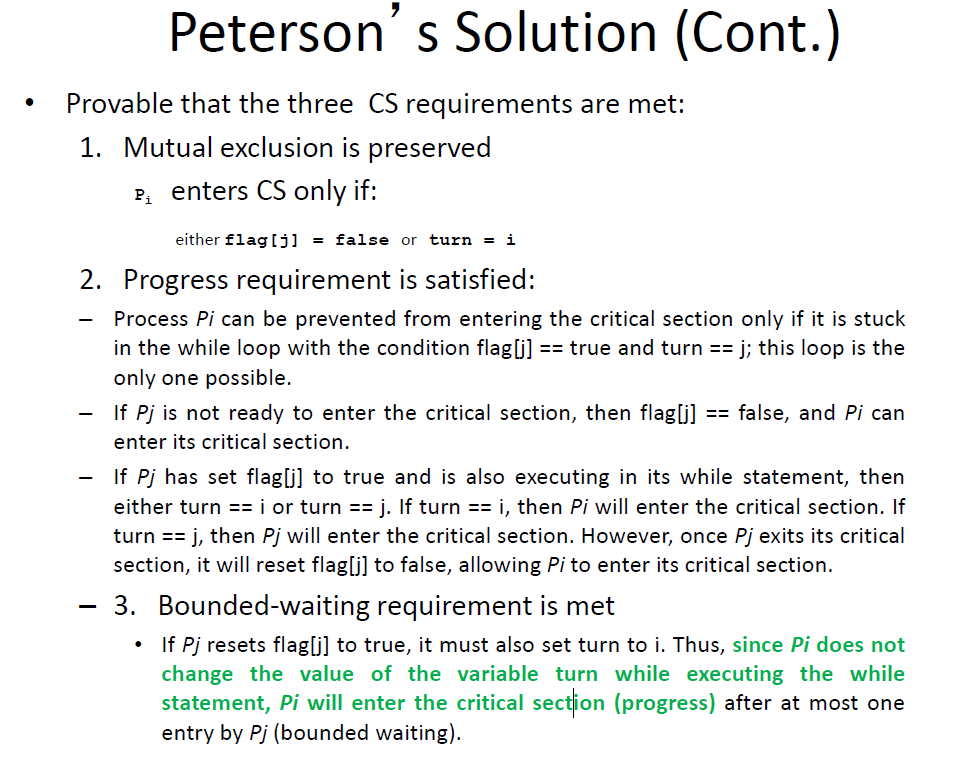 Peterson’s Solution (Cont.)
• Provable that the three CS requirements are met:
1. Mutual exclusion is preserved
Pi enters CS only if:
either flag[j] = false or turn = i
2. Progress requirement is satisfied:
– Process Pi can be prevented from entering the critical section only if it is stuck
in the while loop with the condition flag[j] == true and turn == j; this loop is the
only one possible.
– If Pj is not ready to enter the critical section, then flag[j] == false, and Pi can
enter its critical section.
– If Pj has set flag[j] to true and is also executing in its while statement, then
either turn == i or turn == j. If turn == i, then Pi will enter the critical section. If
turn == j, then Pj will enter the critical section. However, once Pj exits its critical
section, it will reset flag[j] to false, allowing Pi to enter its critical section.
– 3. Bounded-waiting requirement is met
• If Pj resets flag[j] to true, it must also set turn to i. Thus, since Pi does not
change the value of the variable turn while executing the while
statement, Pi will enter the critical section (progress) after at most one
entry by Pj (bounded waiting).